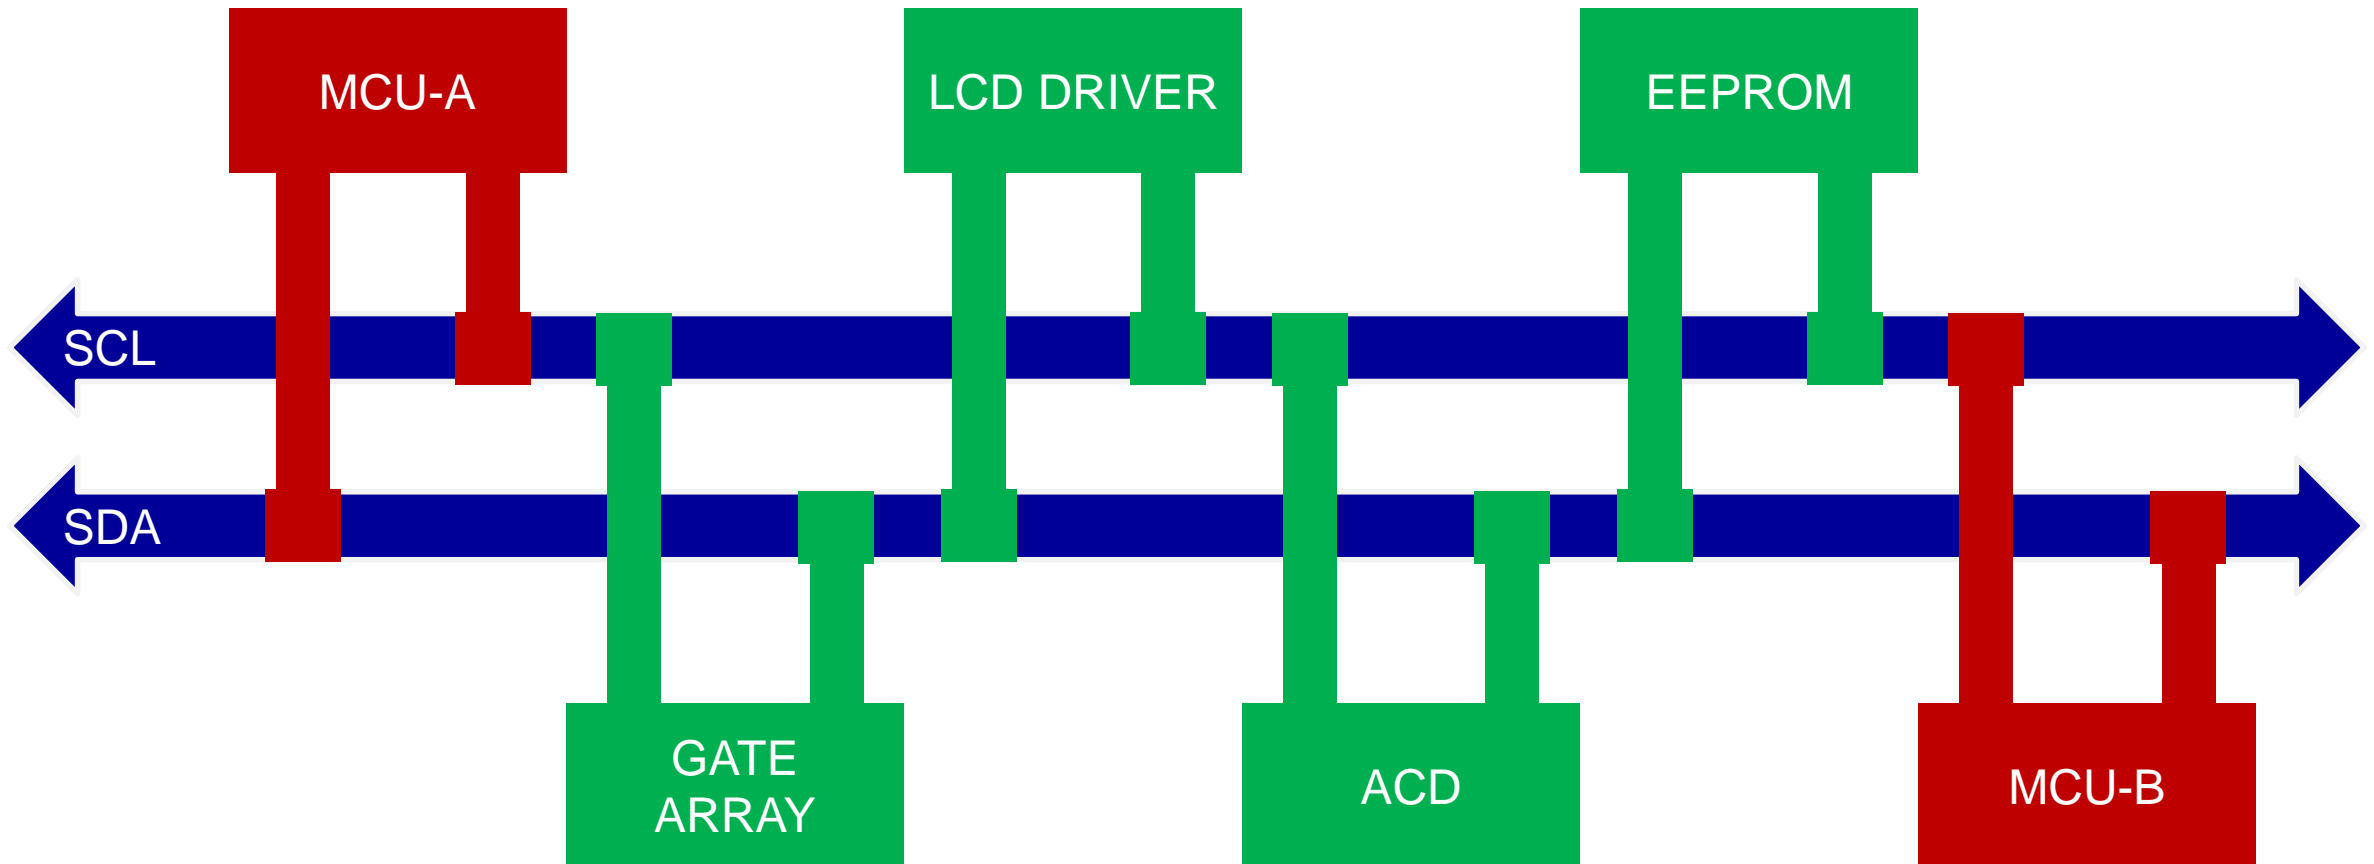 MCU-A
LCD DRIVER
EEPROM
SCL
SDA
GATE
ARRAY
ACD
MCU-B